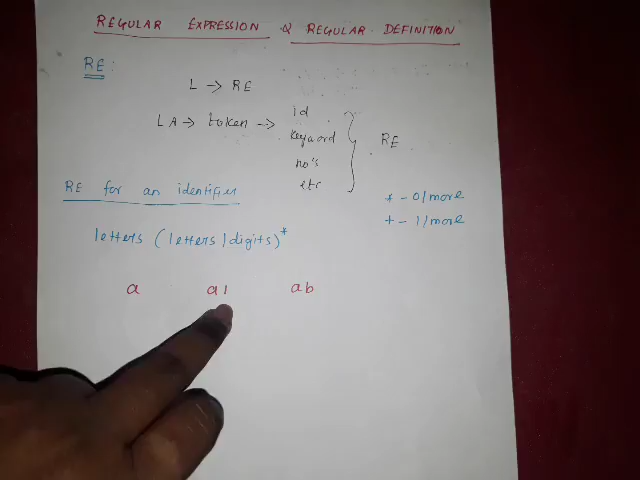 REGULAR EXPRESSION & REGULAR DEFINITION
RE:
L → RE
LA → token → id
keyword
no's
etc
RE
RE for an identifier
* - 0/more
+ - 1/more
letters (letters/digits)*
a a1 ab